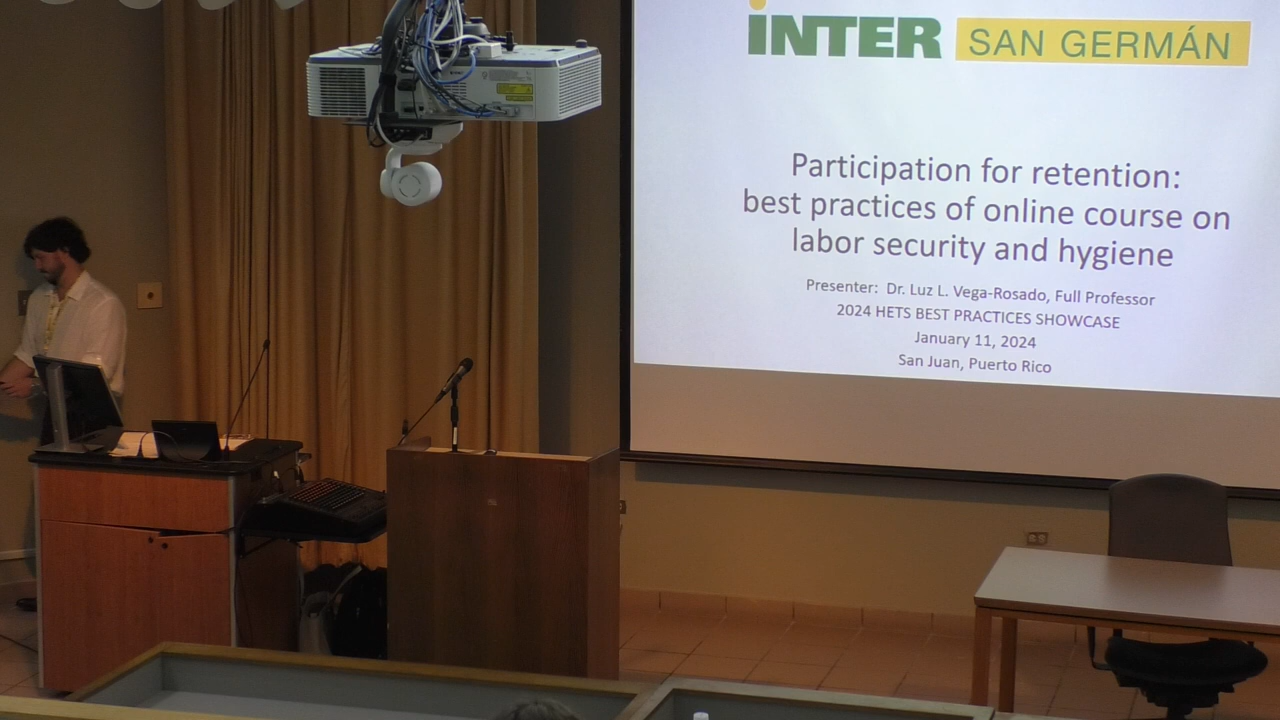 iNTER SAN GERMÁN
Participation for retention:
best practices of online course on
labor security and hygiene
Presenter: Dr. Luz L. Vega-Rosado, Full Professor
2024 HETS BEST PRACTICES SHOWCASE
January 11, 2024
San Juan, Puerto Rico